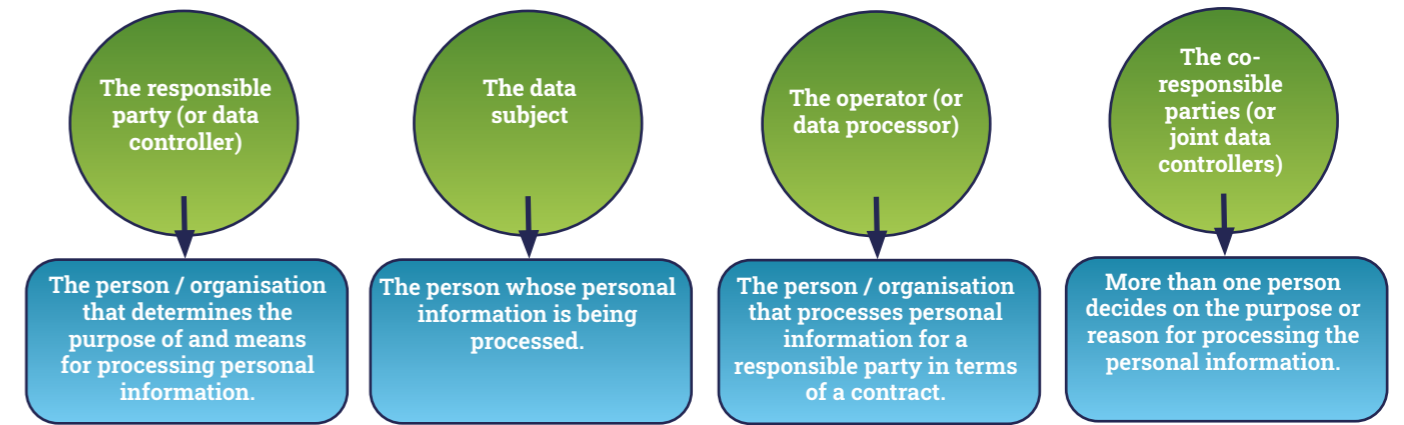 The responsible
party (or data
controller)
The person / organisation
that determines the
purpose of and means
for processing personal
information.
The data
subject
The person whose personal
information is being
processed.
The operator (or
data processor)
The person / organisation
that processes personal
information for a
responsible party in terms
of a contract.
The co-
responsible
parties (or
joint data
controllers)
More than one person
decides on the purpose or
reason for processing the
personal information.